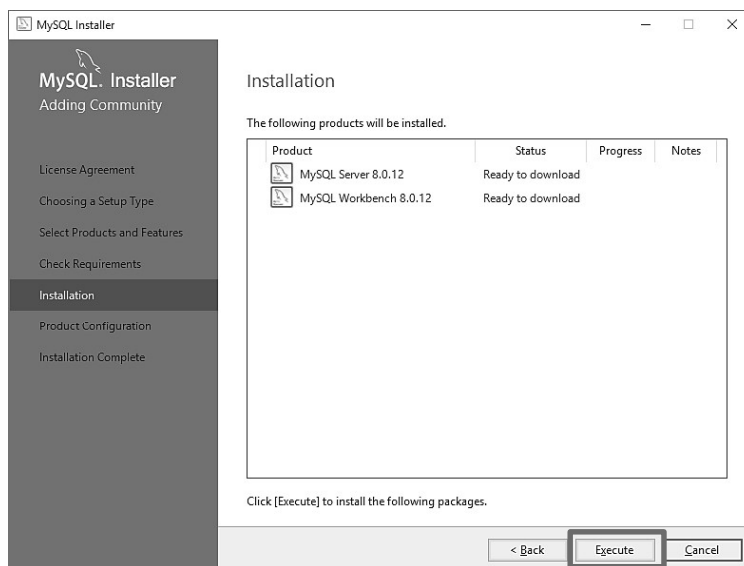 MySQL Installer
MySQL. Installer
Adding Community
License Agreement
Choosing a Setup Type
Select Products and Features
Check Requirements
Installation
Product Configuration
Installation Complete
Installation
The following products will be installed.
Product Status Progress Notes
MySQL Server 8.0.12 Ready to download
MySQL Workbench 8.0.12 Ready to download
Click [Execute] to install the following packages.
< Back Execute Cancel